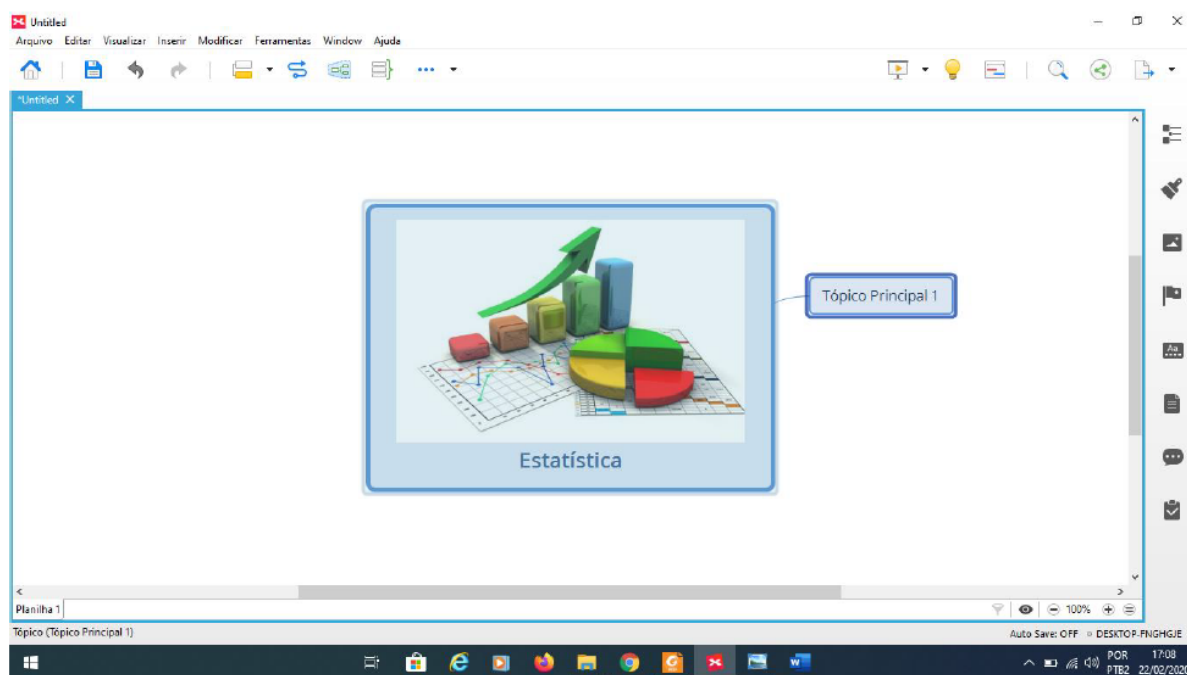 Untitled
Arquivo Editar Visualizar Inserir Modificar Ferramentas Window Ajuda
*Untitled
Tópico Principal 1
Estatística
Planilha 1
100%
Tópico (Tópico Principal 1)
Auto Save: OFF
DESKTOP-FNGHGJE
POR 17:08
PTB2 22/02/2020